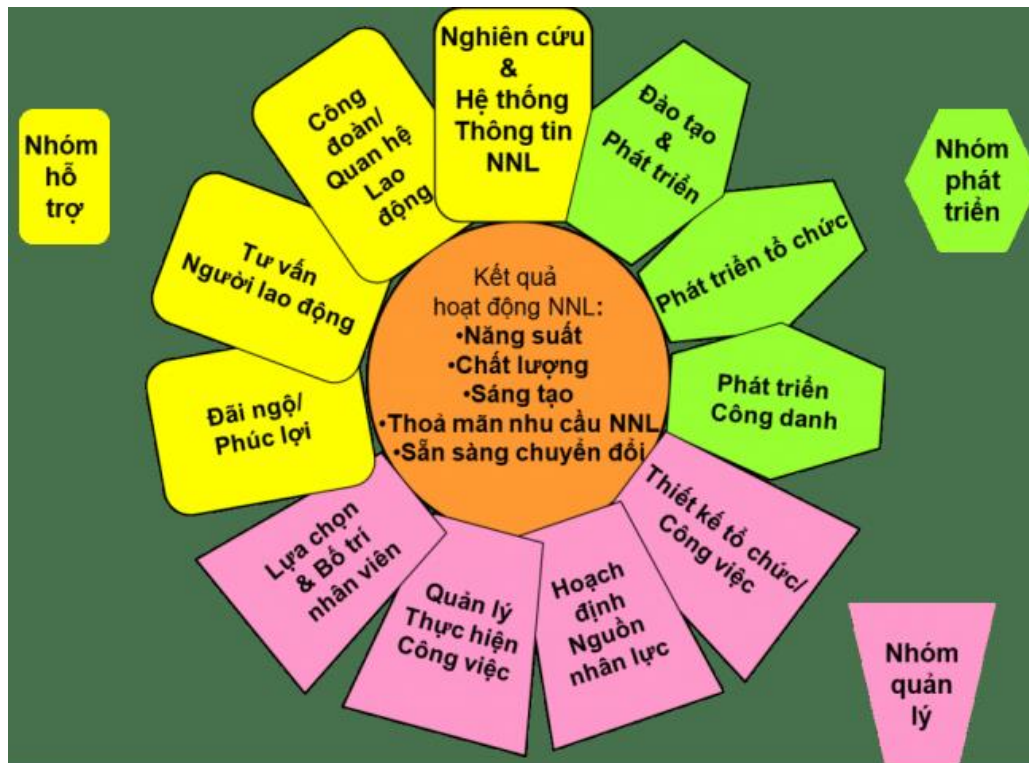 Nghiên cứu
&
Hệ thống
Thông tin
NNL
Đào tạo
&
Phát triển
Phát triển tổ chức
Phát triển
Công danh
Thiết kế tổ chức/
Công việc
Hoạch
định
Nguồn
nhân lực
Quản lý
Thực hiện
Công việc
Lựa chọn
& Bố trí
nhân viên
Đãi ngộ/
Phúc lợi
Tư vấn
Người lao động
Công
đoàn/
Quan hệ
Lao
động
Kết quả
hoạt động NNL:
•Năng suất
•Chất lượng
•Sáng tạo
•Thoả mãn nhu cầu NNL
•Sẵn sàng chuyển đổi
Nhóm
hỗ
trợ
Nhóm
phát
triển
Nhóm
quản
lý